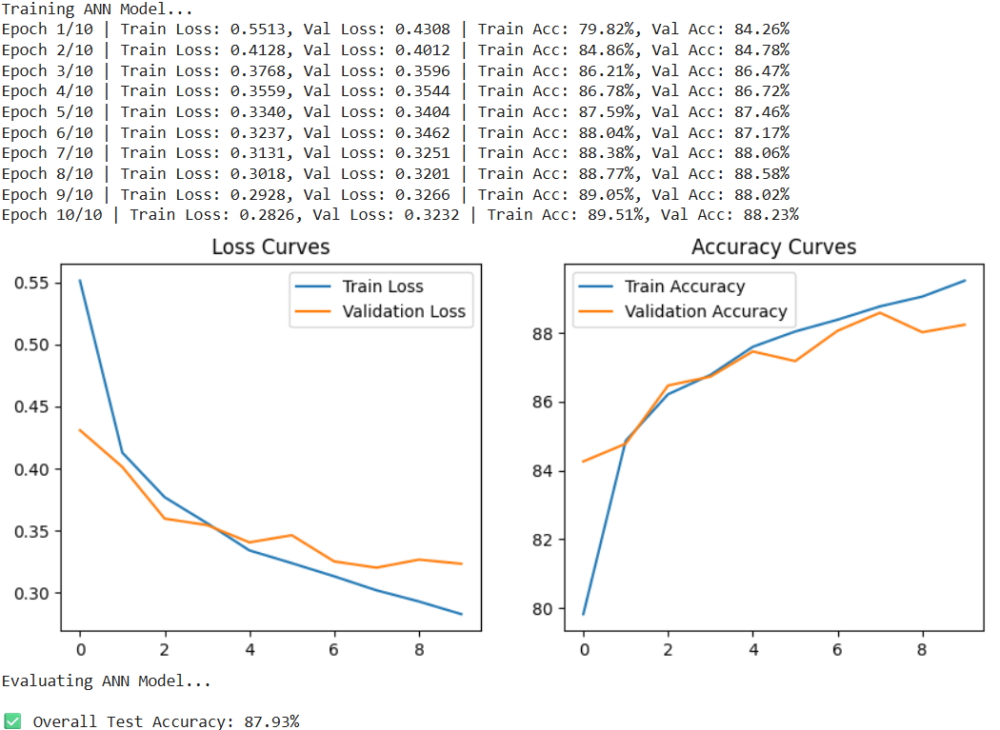 Training ANN Model...
Epoch 1/10 | Train Loss: 0.5513, Val Loss: 0.4308 | Train Acc: 79.82%, Val Acc: 84.26%
Epoch 2/10 | Train Loss: 0.4128, Val Loss: 0.4012 | Train Acc: 84.86%, Val Acc: 84.78%
Epoch 3/10 | Train Loss: 0.3768, Val Loss: 0.3596 | Train Acc: 86.21%, Val Acc: 86.47%
Epoch 4/10 | Train Loss: 0.3559, Val Loss: 0.3544 | Train Acc: 86.78%, Val Acc: 86.72%
Epoch 5/10 | Train Loss: 0.3340, Val Loss: 0.3404 | Train Acc: 87.59%, Val Acc: 87.46%
Epoch 6/10 | Train Loss: 0.3237, Val Loss: 0.3462 | Train Acc: 88.04%, Val Acc: 87.17%
Epoch 7/10 | Train Loss: 0.3131, Val Loss: 0.3251 | Train Acc: 88.38%, Val Acc: 88.06%
Epoch 8/10 | Train Loss: 0.3018, Val Loss: 0.3201 | Train Acc: 88.77%, Val Acc: 88.58%
Epoch 9/10 | Train Loss: 0.2928, Val Loss: 0.3266 | Train Acc: 89.05%, Val Acc: 88.02%
Epoch 10/10 | Train Loss: 0.2826, Val Loss: 0.3232 | Train Acc: 89.51%, Val Acc: 88.23%
Loss Curves
Train Loss
Validation Loss
0.55
0.50
0.45
0.40
0.35
0.30
0 2 4 6 8
Accuracy Curves
Train Accuracy
Validation Accuracy
88
86
84
82
80
0 2 4 6 8
Evaluating ANN Model...
✅ Overall Test Accuracy: 87.93%